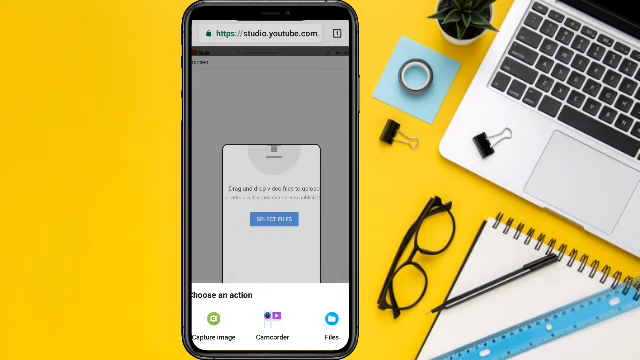 https://studio.youtube.com,
Drag and drop video files to upload
SELECT FILES
Choose an action
Capture image
Camcorder
Files